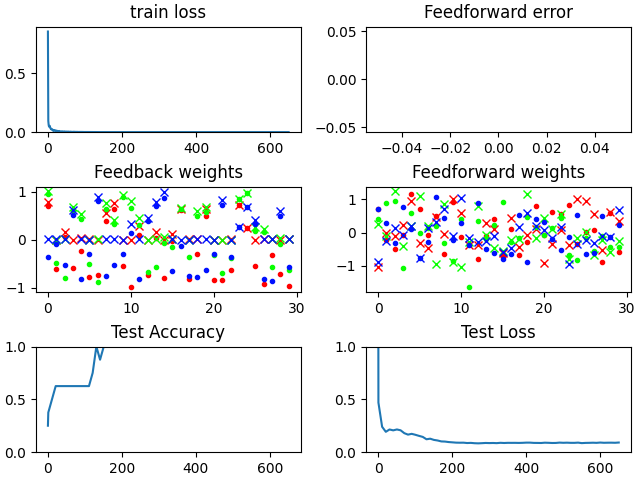 train loss
Feedforward error
0.5
0.0
0 200 400 600
0.05
0.00
−0.05
−0.04 −0.02 0.00 0.02 0.04
Feedback weights
Feedforward weights
1
0
−1
0 10 20 30
1
0
−1
0 10 20 30
Test Accuracy
Test Loss
1.0
0.5
0.0
0 200 400 600
1.0
0.5
0.0
0 200 400 600